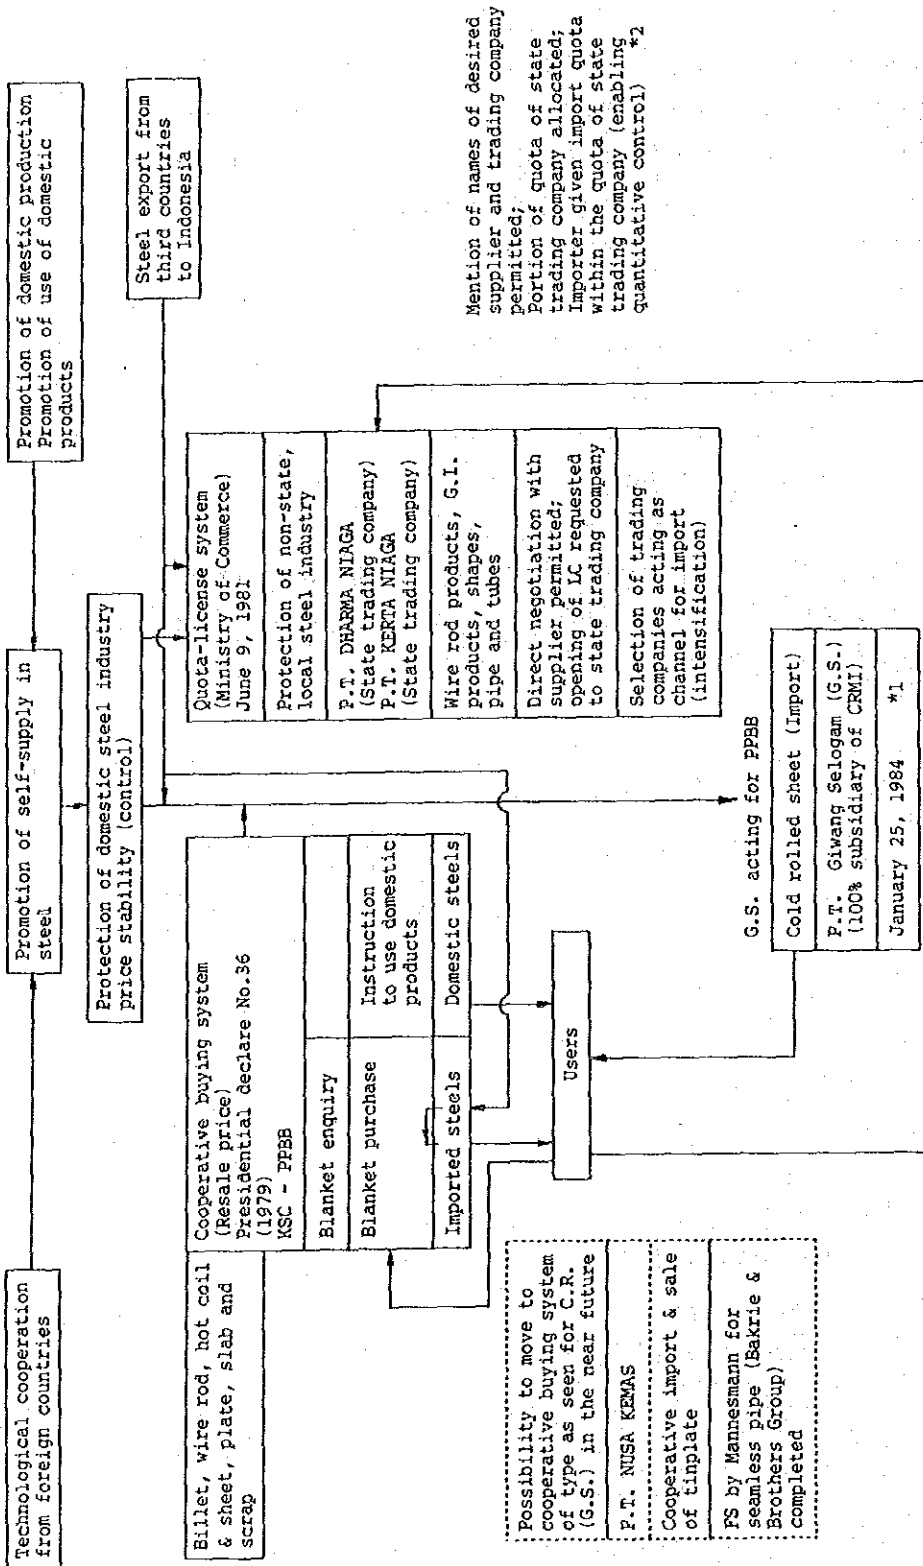 Technological cooperation
from foreign countries
Promotion of self-supply in
steel
Promotion of domestic production
Promotion of use of domestic
products
Protection of domestic steel industry
price stability (control)
Steel export from
third countries
to Indonesia
Billet, wire rod, hot coil
& sheet, plate, slab and
scrap
Cooperative buying system
(Resale price)
Presidential declare No.36
(1979)
KSC - PPBB
Blanket enquiry
Blanket purchase
Instruction
to use domestic
products
Imported steels
Domestic steels
Quota-license system
(Ministry of Commerce)
June 9, 1981
Protection of non-state,
local steel industry
P.T. DHARMA NIAGA
(State trading company)
P.T. KERTA NIAGA
(State trading company)
Wire rod products, G.I.
products, shapes,
pipe and tubes
Direct negotiation with
supplier permitted;
opening of LC requested
to state trading company
Selection of trading
companies acting as
channel for import
(intensification)
Mention of names of desired
supplier and trading company
permitted;
Portion of quota of state
trading company allocated;
Importer given import quota
within the quota of state
trading company (enabling
quantitative control) *2
Users
G.S. acting for PPBB
Cold rolled sheet (Import)
P.T. Giwang Selogam (G.S.)
(100% subsidiary of CRMI)
January 25, 1984 *1
Possibility to move to
cooperative buying system
of type as seen for C.R.
(G.S.) in the near future
P.T. NUSA KEMAS
Cooperative import & sale
of tinplate
FS by Mannesmann for
seamless pipe (Bakrie &
Brothers Group)
completed